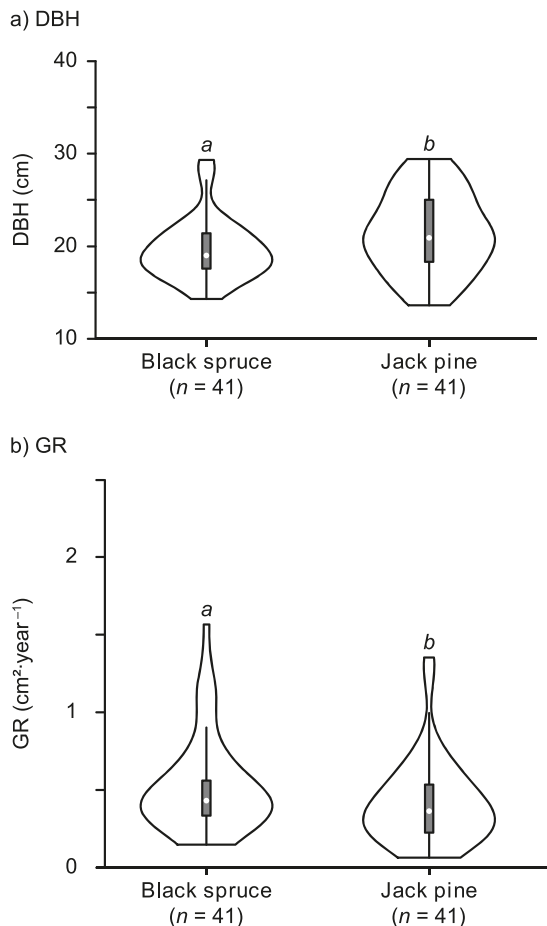 a) DBH
40
30
20
10
DBH (cm)
a
b
Black spruce
(n = 41)
Jack pine
(n = 41)
b) GR
2
1
0
GR (cm²·year⁻¹)
a
b
Black spruce
(n = 41)
Jack pine
(n = 41)